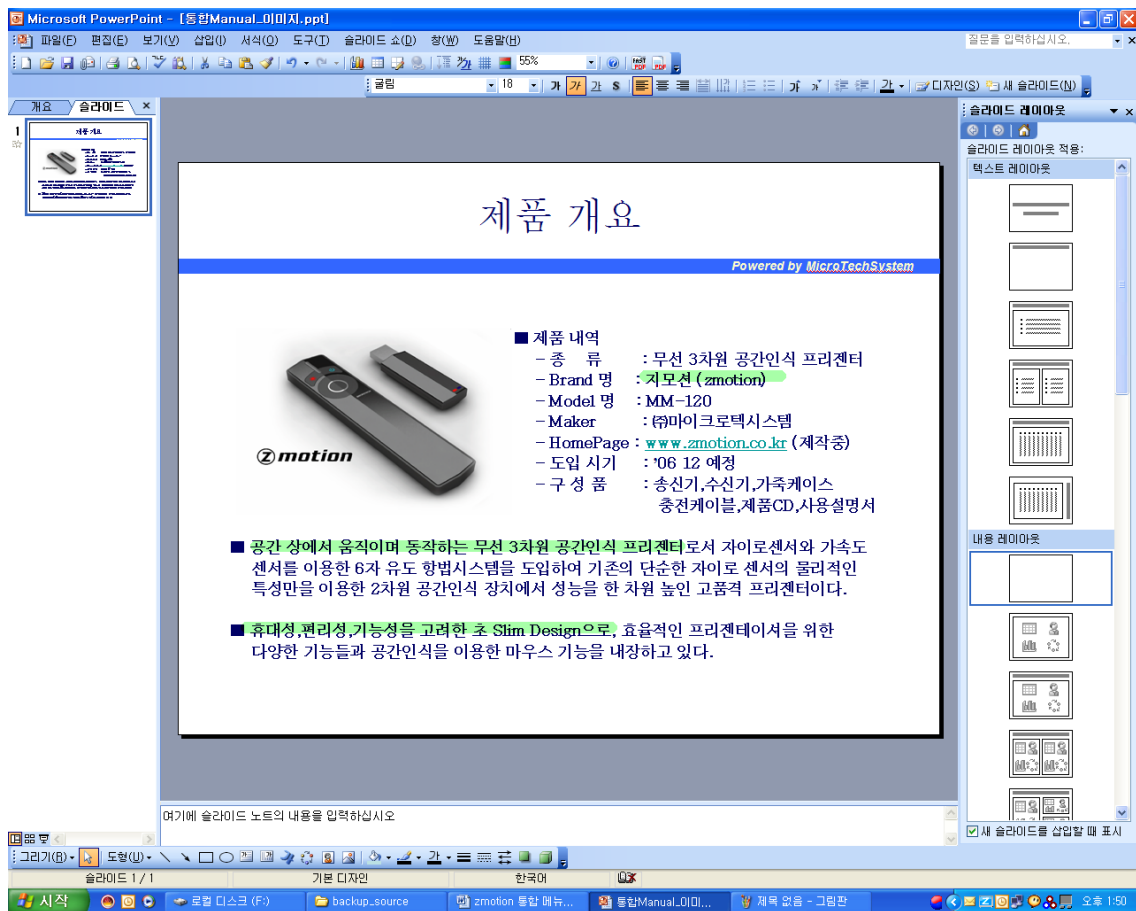 Microsoft PowerPoint - [통합Manual_이미지.ppt]
파일(F) 편집(E) 보기(V) 삽입(I) 서식(O) 도구(T) 슬라이드 쇼(D) 창(W) 도움말(H)
질문을 입력하십시오.
55%
굴림 18 가 가 가 S 가 디자인(S) 새 슬라이드(N)
개요 슬라이드
1
제품 개요
Powered by MicroTechSystem
Zmotion
■ 제품 내역
- 종 류 : 무선 3차원 공간인식 프리젠터
- Brand 명 : 지모션 (zmotion)
- Model 명 : MM-120
- Maker : ㈜마이크로텍시스템
- HomePage : www.zmotion.co.kr (제작중)
- 도입 시기 : '06 12 예정
- 구 성 품 : 송신기,수신기,가죽케이스
충전케이블,제품CD,사용설명서
■ 공간 상에서 움직이며 동작하는 무선 3차원 공간인식 프리젠터로서 자이로센서와 가속도
센서를 이용한 6자 유도 항법시스템을 도입하여 기존의 단순한 자이로 센서의 물리적인
특성만을 이용한 2차원 공간인식 장치에서 성능을 한 차원 높인 고품격 프리젠터이다.
■ 휴대성,편리성,기능성을 고려한 초 Slim Design으로, 효율적인 프리젠테이셔을 위한
다양한 기능들과 공간인식을 이용한 마우스 기능을 내장하고 있다.
슬라이드 레이아웃
슬라이드 레이아웃 적용:
텍스트 레이아웃
내용 레이아웃
새 슬라이드를 삽입할 때 표시
여기에 슬라이드 노트의 내용을 입력하십시오
그리기(R) 도형(U) 가
슬라이드 1 / 1 기본 디자인 한국어
시작 로컬 디스크 (F:) backup_source zmotion 통합 메뉴... 통합Manual_이미... 제목 없음 - 그림판 오후 1:50